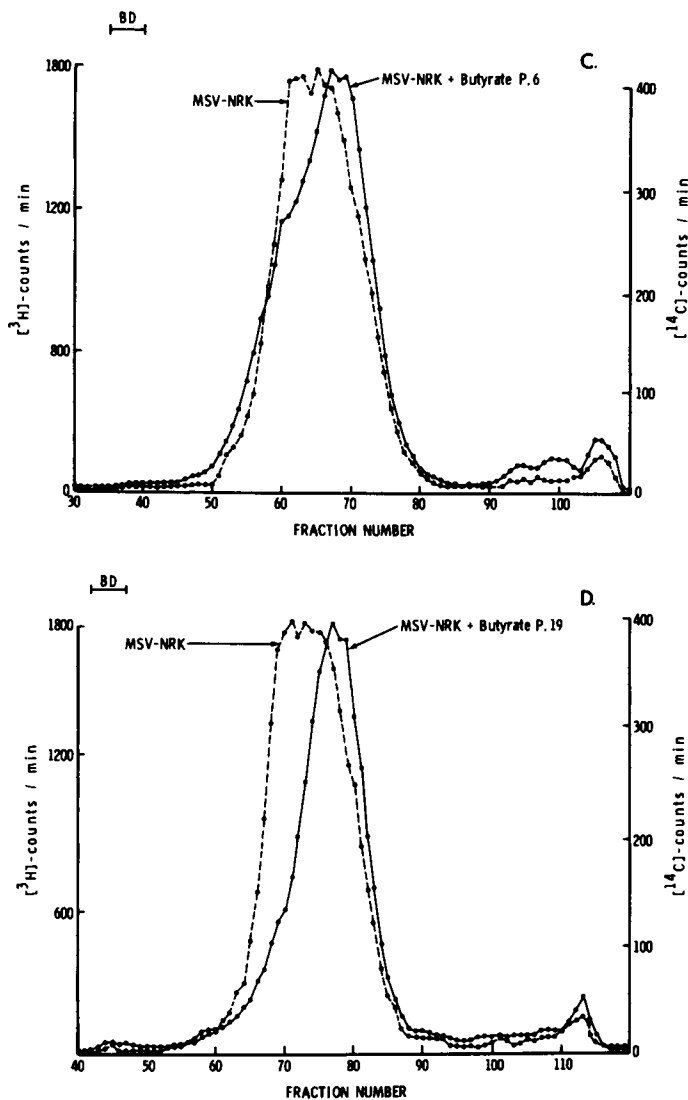 BD
C.
1800
1200
800
0
400
300
200
100
0
MSV-NRK
MSV-NRK + Butyrate P.6
[3H]-counts / min
[14C]-counts / min
30 40 50 60 70 80 90 100
FRACTION NUMBER
BD
D.
1800
1200
600
400
300
200
100
0
MSV-NRK
MSV-NRK + Butyrate P.19
[3H]-counts / min
[14C]-counts / min
40 50 60 70 80 90 100 110
FRACTION NUMBER